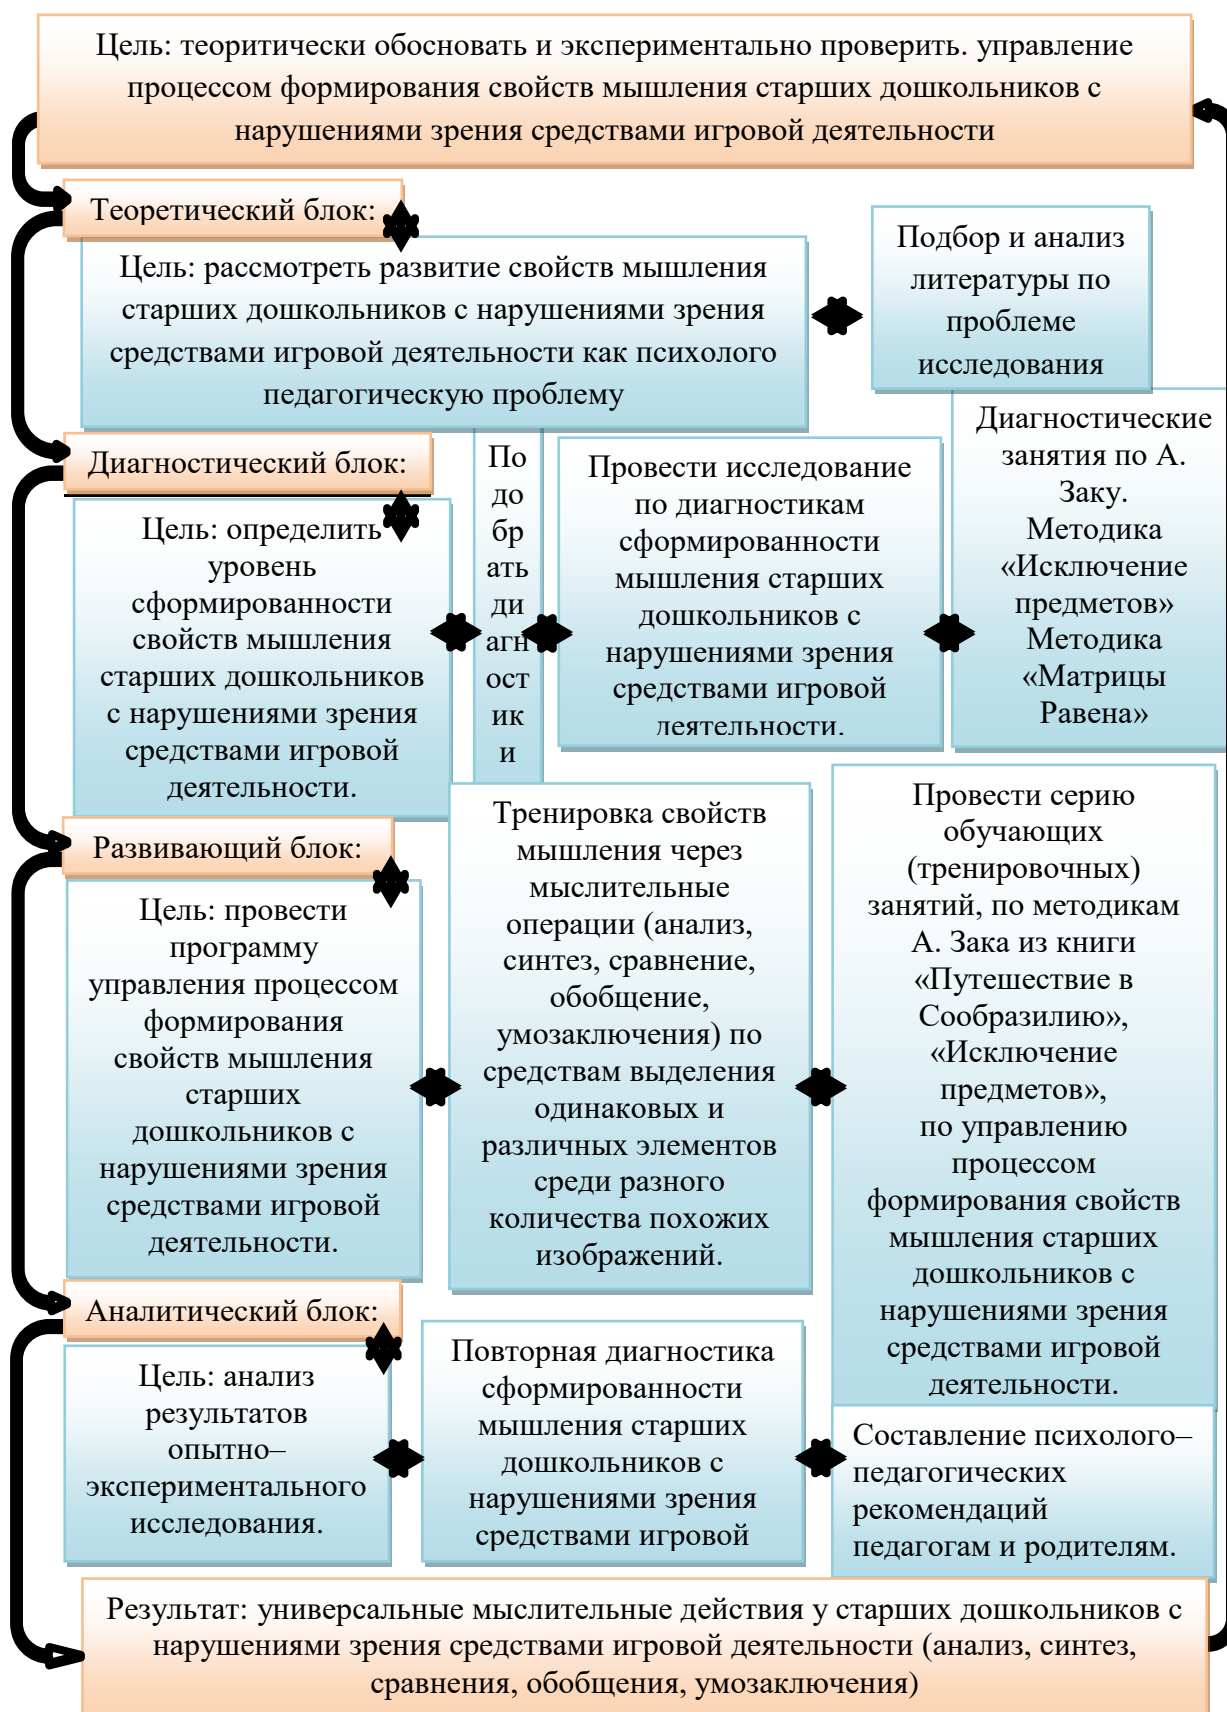 Цель: теоритически обосновать и экспериментально проверить. управление
процессом формирования свойств мышления старших дошкольников с
нарушениями зрения средствами игровой деятельности
Теоретический блок:
Цель: рассмотреть развитие свойств мышления
старших дошкольников с нарушениями зрения
средствами игровой деятельности как психолого
педагогическую проблему
Подбор и анализ
литературы по
проблеме
исследования
Диагностический блок:
Цель: определить
уровень
сформированности
свойств мышления
старших дошкольников
с нарушениями зрения
средствами игровой
деятельности.
По
до
бр
ать
ди
агн
ост
ик
и
Провести исследование
по диагностикам
сформированности
мышления старших
дошкольников с
нарушениями зрения
средствами игровой
деятельности.
Диагностические
занятия по А.
Заку.
Методика
«Исключение
предметов»
Методика
«Матрицы
Равена»
Развивающий блок:
Цель: провести
программу
управления процессом
формирования
свойств мышления
старших
дошкольников с
нарушениями зрения
средствами игровой
деятельности.
Тренировка свойств
мышления через
мыслительные
операции (анализ,
синтез, сравнение,
обобщение,
умозаключения) по
средствам выделения
одинаковых и
различных элементов
среди разного
количества похожих
изображений.
Провести серию
обучающих
(тренировочных)
занятий, по методикам
А. Зака из книги
«Путешествие в
Сообразилию»,
«Исключение
предметов»,
по управлению
процессом
формирования свойств
мышления старших
дошкольников с
нарушениями зрения
средствами игровой
деятельности.
Аналитический блок:
Цель: анализ
результатов
опытно–
экспериментального
исследования.
Повторная диагностика
сформированности
мышления старших
дошкольников с
нарушениями зрения
средствами игровой
Составление психолого–
педагогических
рекомендаций
педагогам и родителям.
Результат: универсальные мыслительные действия у старших дошкольников с
нарушениями зрения средствами игровой деятельности (анализ, синтез,
сравнения, обобщения, умозаключения)